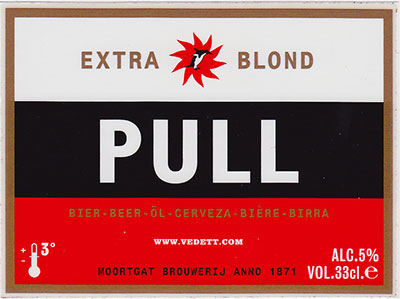 EXTRA BLOND
PULL
BIER-BEER-ÖL-CERVEZA-BIÈRE-BIRRA
WWW.VEDETT.COM
+
-
3°
ALC.5%
VOL.33cl.e
MOORTGAT BROUWERIJ ANNO 1871